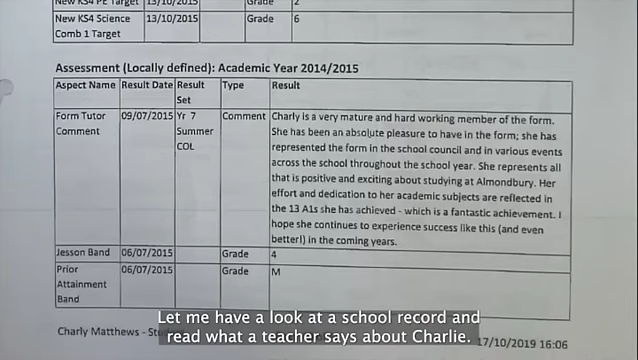 New KS4 PE Target 13/10/2015 Grade 2
New KS4 Science 13/10/2015 Grade 6
Comb 1 Target
Assessment (Locally defined): Academic Year 2014/2015
Aspect Name Result Date Result Type Result
Set
Form Tutor 09/07/2015 Yr 7 Comment Charly is a very mature and hard working member of the form.
Comment Summer She has been an absolute pleasure to have in the form; she has
COL represented the form in the school council and in various events
across the school throughout the school year. She represents all
that is positive and exciting about studying at Almondbury. Her
effort and dedication to her academic subjects are reflected in
the 13 A1s she has achieved - which is a fantastic achievement. I
hope she continues to experience success like this (and even
better!) in the coming years.
Jesson Band 06/07/2015 Grade 4
Prior 06/07/2015 Grade M
Attainment
Band
Let me have a look at a school record and
read what a teacher says about Charlie.
Charly Matthews - 17/10/2019 16:06